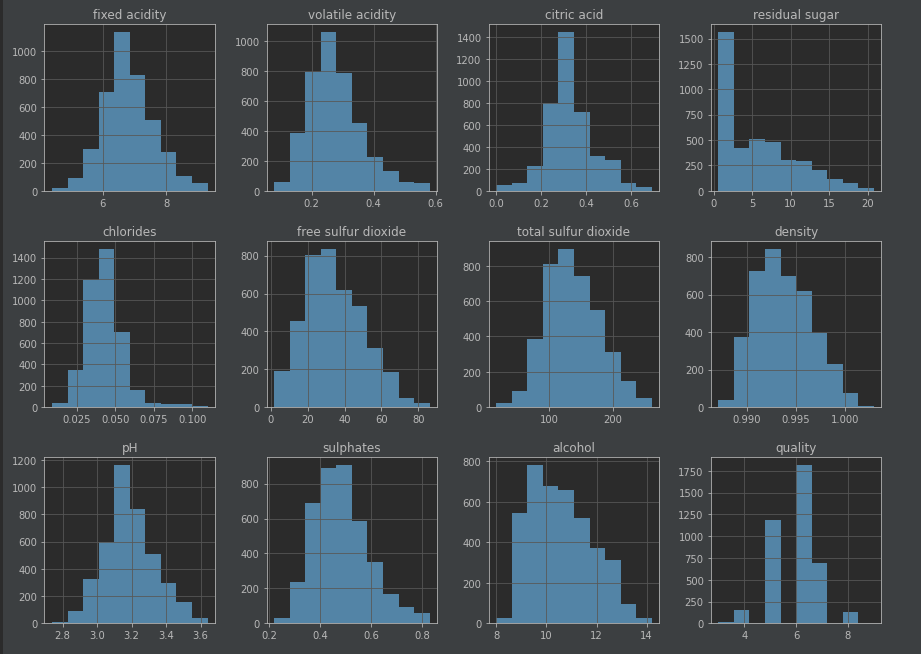 fixed acidity volatile acidity citric acid residual sugar
1000 800 600 400 200 0
6 8
1000 800 600 400 200 0
0.2 0.4 0.6
1400 1200 1000 800 600 400 200 0
0.0 0.2 0.4 0.6
1500 1250 1000 750 500 250 0
0 5 10 15 20
chlorides free sulfur dioxide total sulfur dioxide density
1400 1200 1000 800 600 400 200 0
0.025 0.050 0.075 0.100
800 600 400 200 0
0 20 40 60 80
800 600 400 200 0
100 200
800 600 400 200 0
0.990 0.995 1.000
pH sulphates alcohol quality
1200 1000 800 600 400 200 0
2.8 3.0 3.2 3.4 3.6
800 600 400 200 0
0.2 0.4 0.6 0.8
800 600 400 200 0
8 10 12 14
1750 1500 1250 1000 750 500 250 0
4 6 8